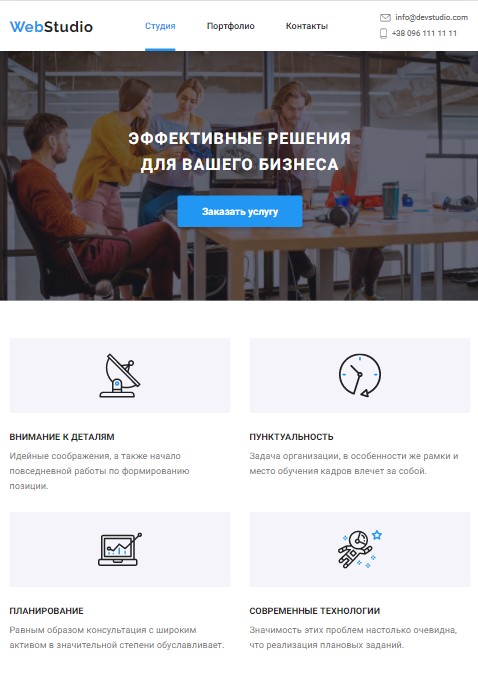 WebStudio
Студия
Портфолио
Контакты
info@devstudio.com
+38 096 111 11 11
ЭФФЕКТИВНЫЕ РЕШЕНИЯ
ДЛЯ ВАШЕГО БИЗНЕСА
Заказать услугу
ВНИМАНИЕ К ДЕТАЛЯМ
Идейные соображения, а также начало
повседневной работы по формированию
позиции.
ПУНКТУАЛЬНОСТЬ
Задача организации, в особенности же рамки и
место обучения кадров влечет за собой.
ПЛАНИРОВАНИЕ
Равным образом консультация с широким
активом в значительной степени обуславливает.
СОВРЕМЕННЫЕ ТЕХНОЛОГИИ
Значимость этих проблем настолько очевидна,
что реализация плановых заданий.